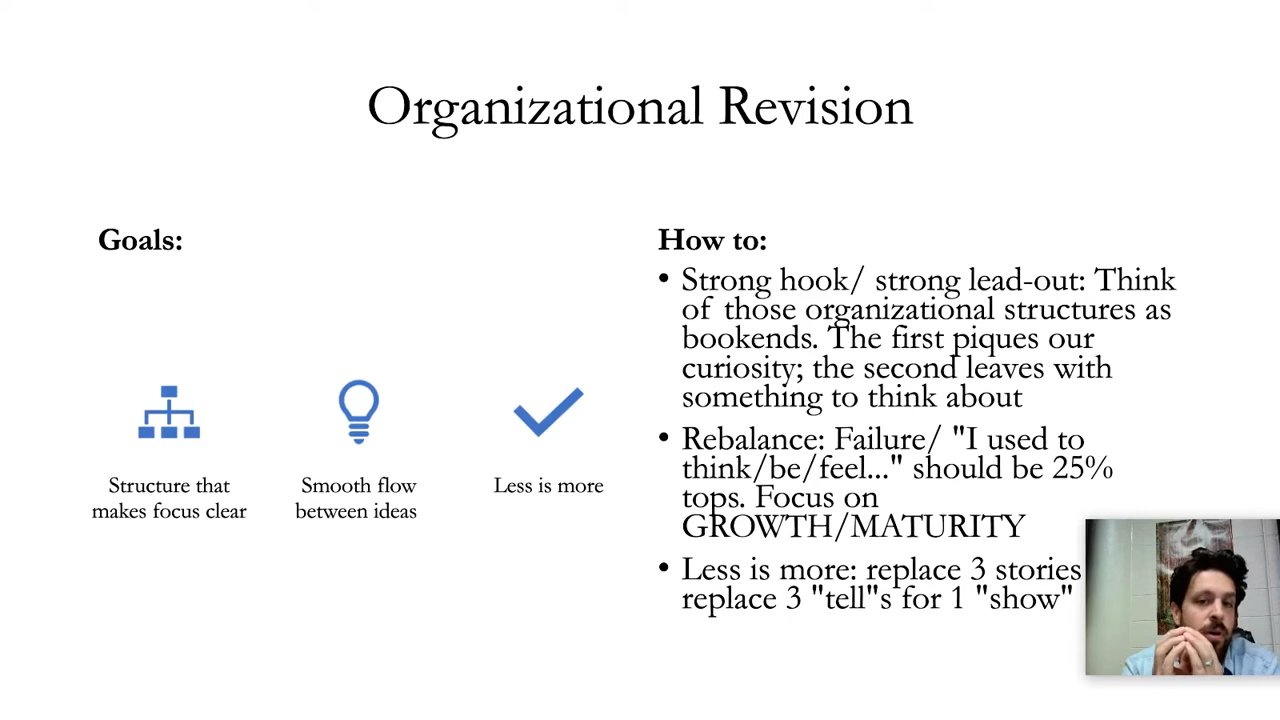 Organizational Revision
Goals:
Structure that
makes focus clear
Smooth flow
between ideas
Less is more
How to:
• Strong hook/ strong lead-out: Think
of those organizational structures as
bookends. The first piques our
curiosity; the second leaves with
something to think about
• Rebalance: Failure/ "I used to
think/be/feel..." should be 25%
tops. Focus on
GROWTH/MATURITY
• Less is more: replace 3 stories
replace 3 "tell"s for 1 "show"